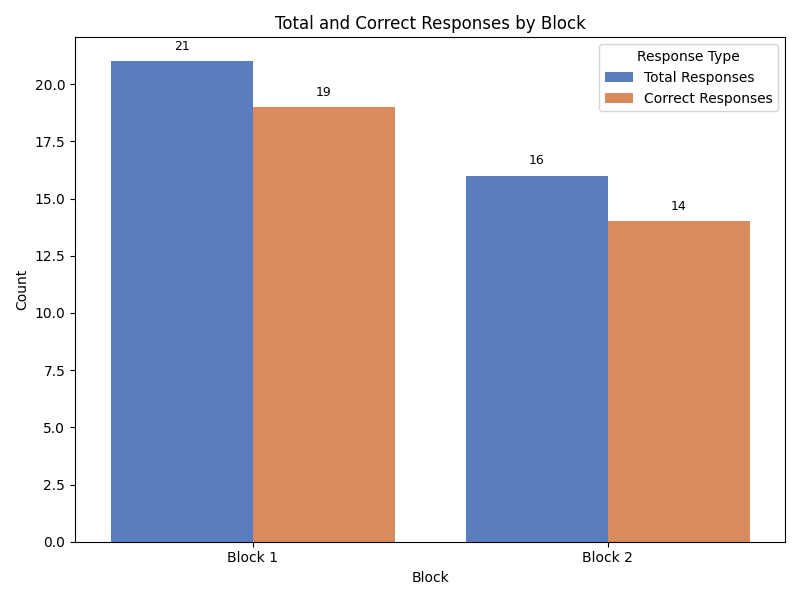 Total and Correct Responses by Block
Response Type
Total Responses
Correct Responses
21
19
16
14
20.0
17.5
15.0
12.5
10.0
7.5
5.0
2.5
0.0
Count
Block 1
Block 2
Block